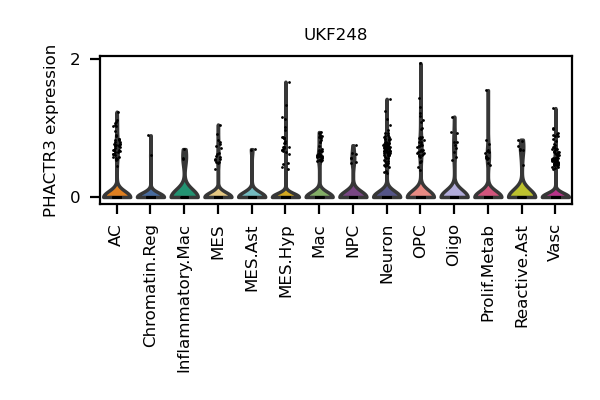 UKF248
PHACTR3 expression
2
0
AC
Chromatin.Reg
Inflammatory.Mac
MES
MES.Ast
MES.Hyp
Mac
NPC
Neuron
OPC
Oligo
Prolif.Metab
Reactive.Ast
Vasc